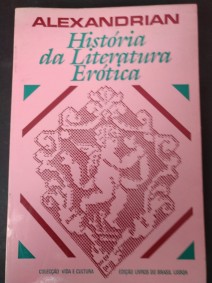 ALEXANDRIAN
História
da Literatura
Erótica
COLECÇÃO VIDA E CULTURA EDIÇÃO LIVROS DO BRASIL LISBOA